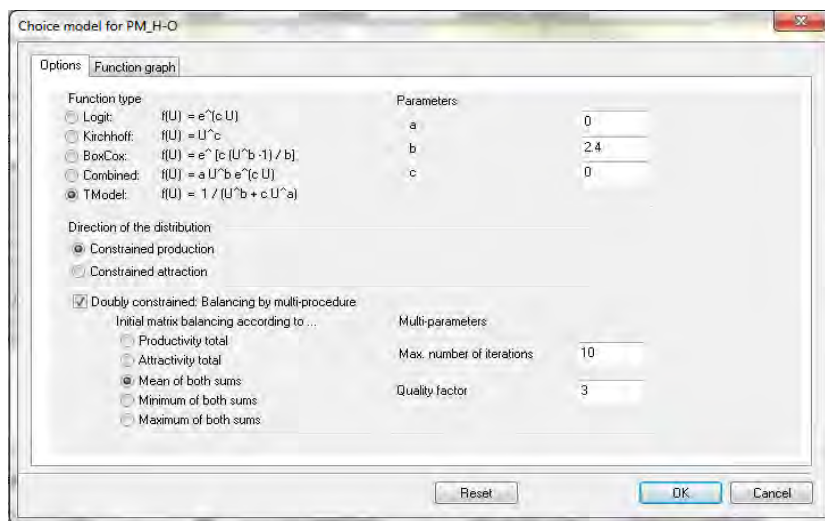 Choice model for PM_H-O
Options Function graph
Function type Parameters
Logit: f(U) = e^(c U) a 0
Kirchhoff: f(U) = U^c b 2.4
BoxCox: f(U) = e^ [c (U^b -1) / b] c 0
Combined: f(U) = a U^b e^(c U)
TModel: f(U) = 1 / (U^b + c U^a)
Direction of the distribution
Constrained production
Constrained attraction
Doubly constrained: Balancing by multi-procedure
Initial matrix balancing according to ... Multi-parameters
Productivity total
Attractivity total Max. number of iterations 10
Mean of both sums
Minimum of both sums Quality factor 3
Maximum of both sums
Reset OK Cancel